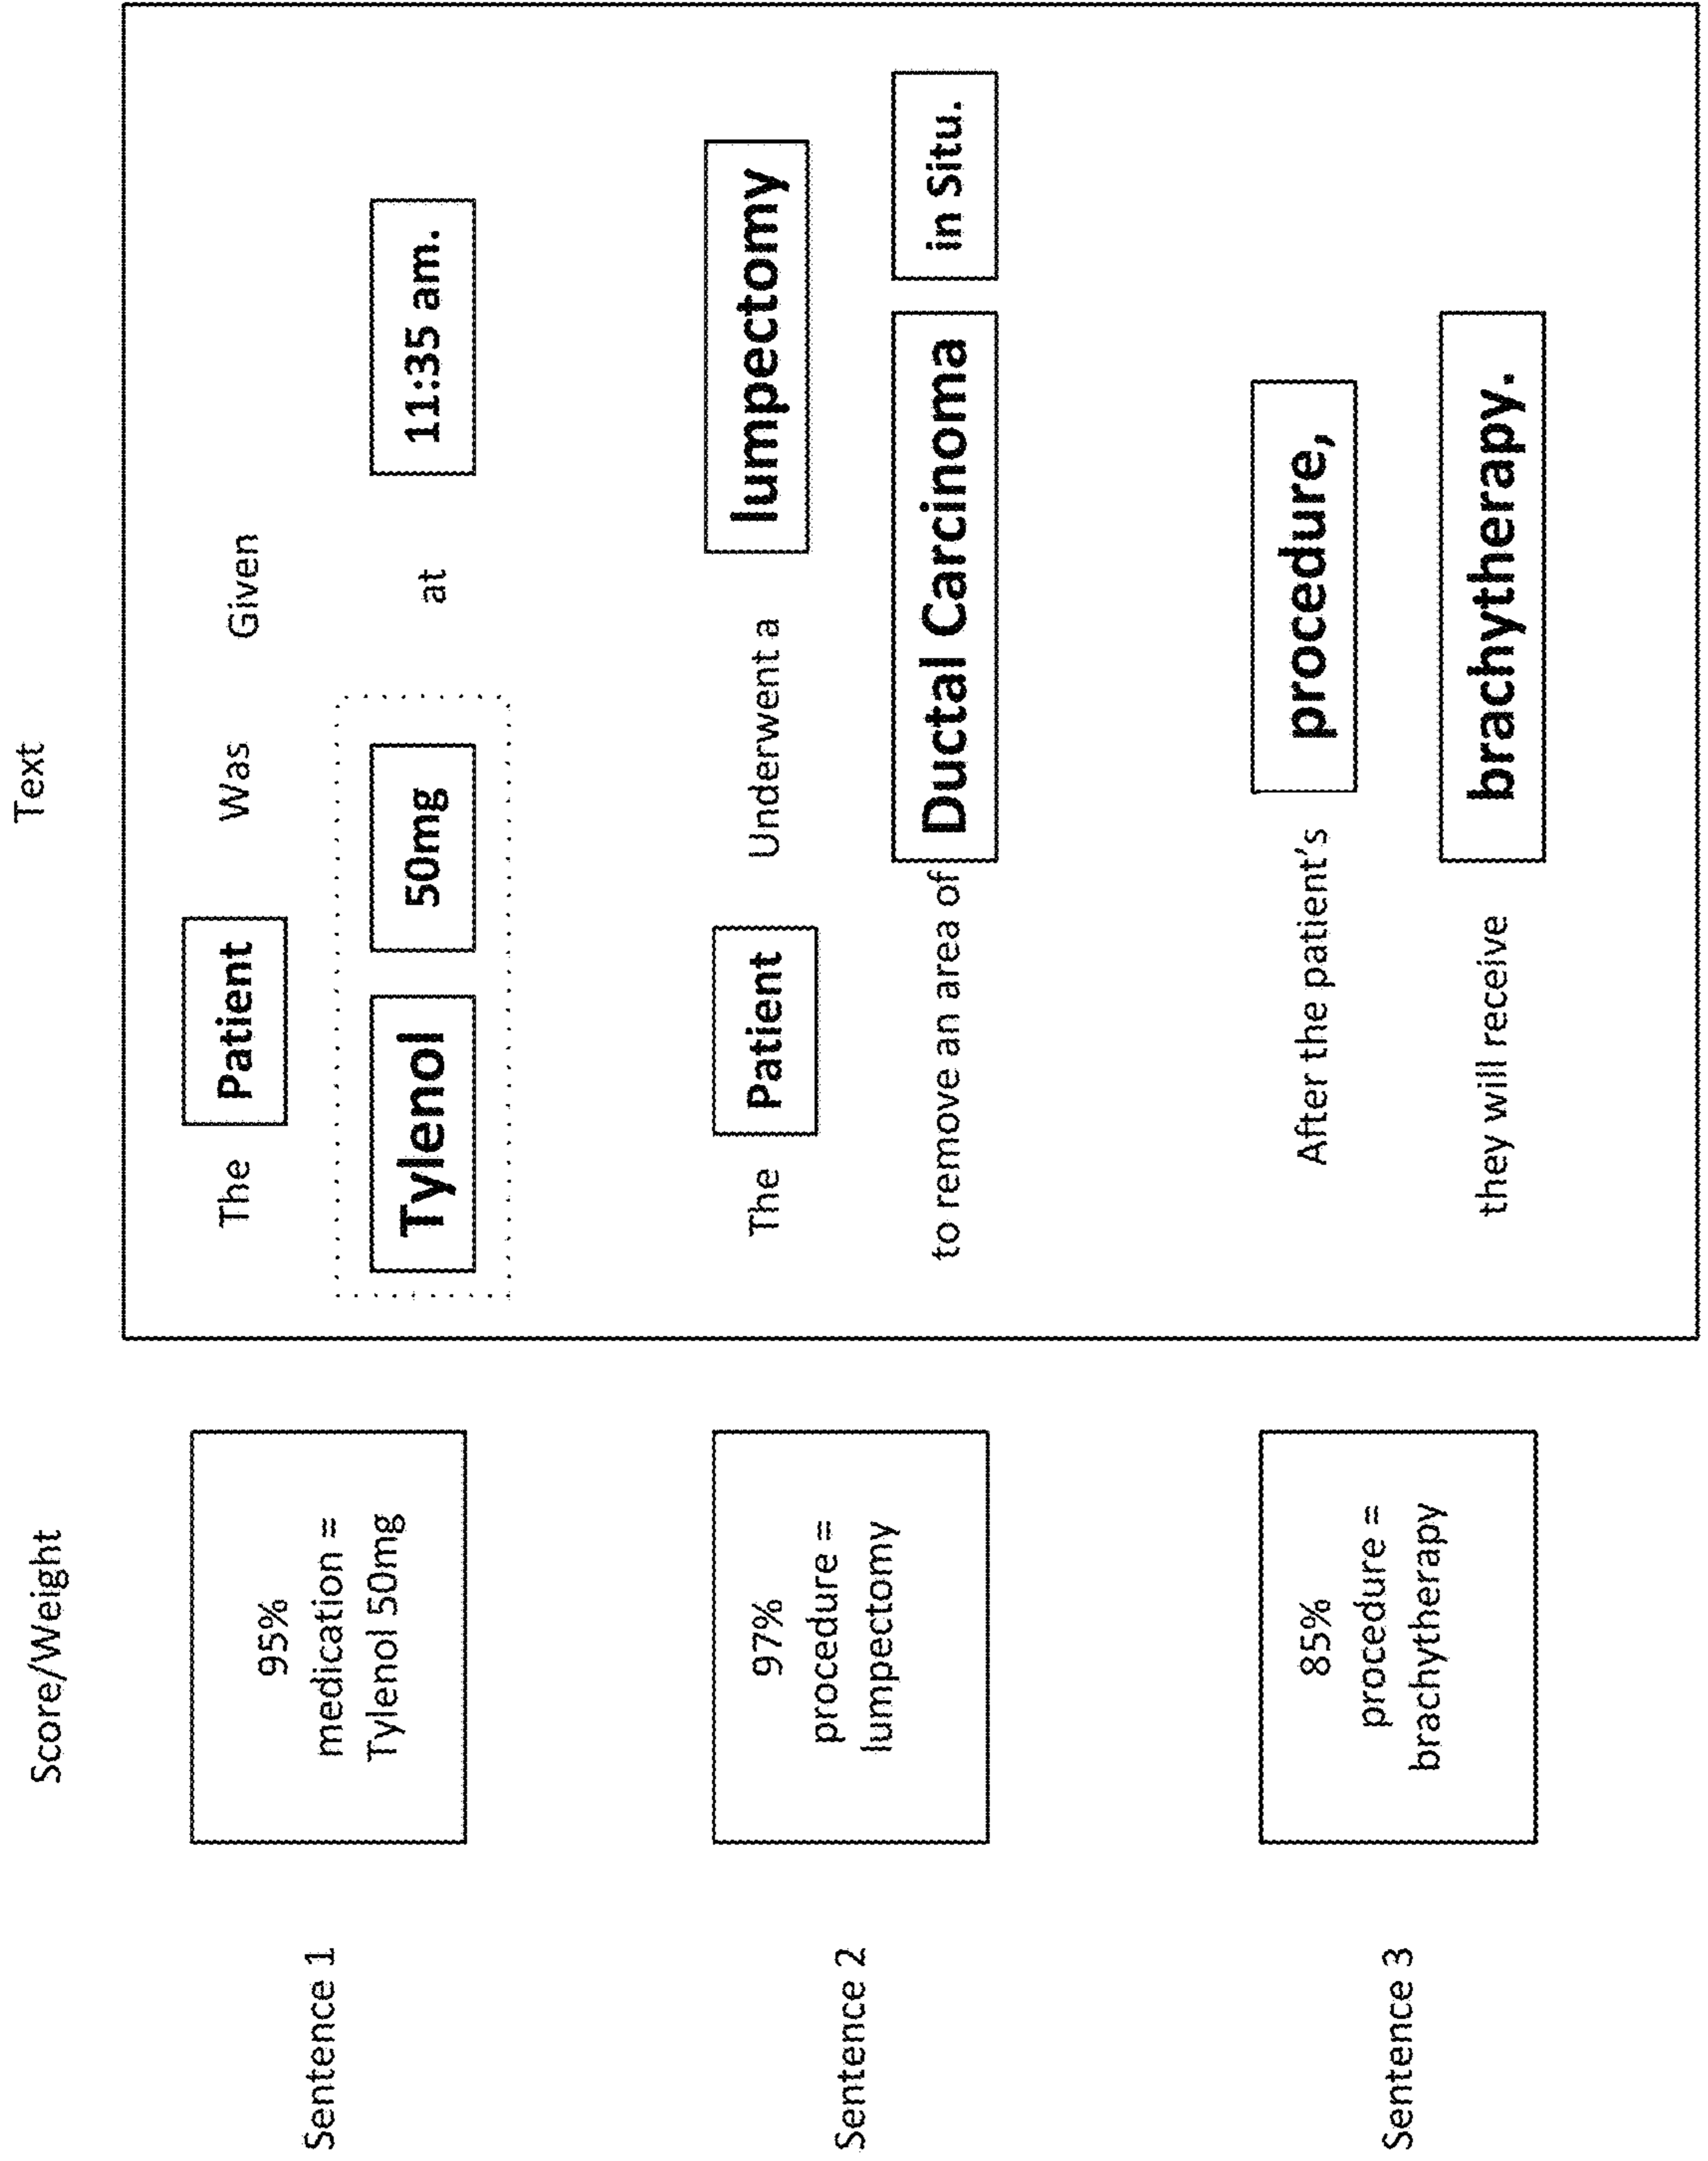 Score/Weight
Text
Sentence 1
95%
medication =
Tylenol 50mg
The Patient Was Given
Tylenol 50mg at 11:35 am.
Sentence 2
97%
procedure =
lumpectomy
The Patient Underwent a lumpectomy
to remove an area of Ductal Carcinoma in Situ.
Sentence 3
85%
procedure =
brachytherapy
After the patient's procedure,
they will receive brachytherapy.